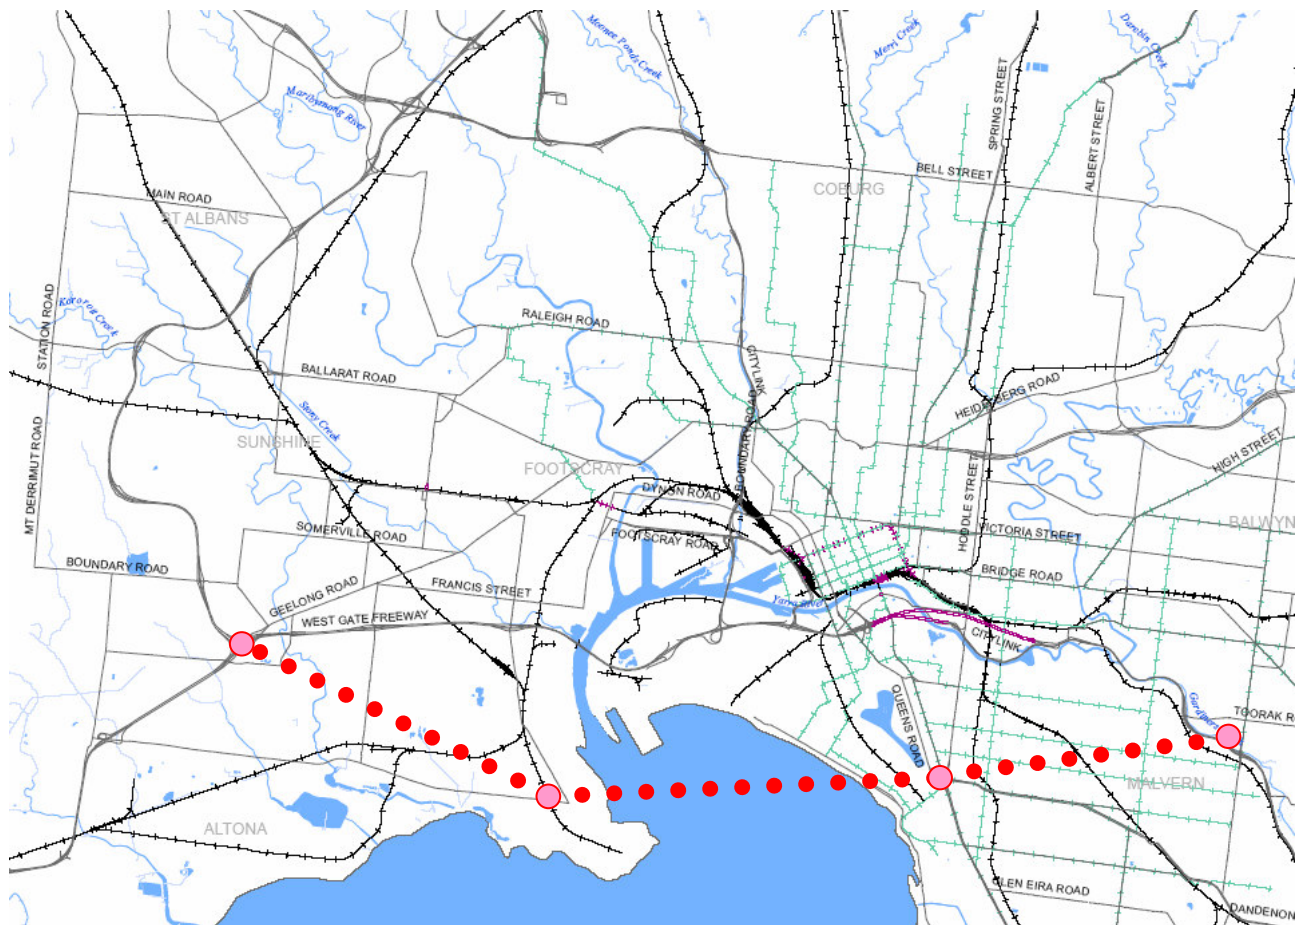 Moonee Ponds Creek
Merri Creek
Darebin Creek
Maribyrnong River
SPRING STREET
ALBERT STREET
BELL STREET
COBURG
MAIN ROAD
ST ALBANS
Kororoit Creek
STATION ROAD
RALEIGH ROAD
CITYLINK
BALLARAT ROAD
HEIDELBERG ROAD
Stony Creek
BOUNDARY ROAD
SUNSHINE
HIGH STREET
FOOTSCRAY
MT DERRIMUT ROAD
DYNON ROAD
HODDLE STREET
VICTORIA STREET
BALWYN
SOMERVILLE ROAD
FOOTSCRAY ROAD
BOUNDARY ROAD
BRIDGE ROAD
GEELONG ROAD
FRANCIS STREET
Yarra River
WEST GATE FREEWAY
CITYLINK
QUEENS ROAD
Gardiners
TOORAK RO
MALVERN
ALTONA
GLEN EIRA ROAD
DANDENON